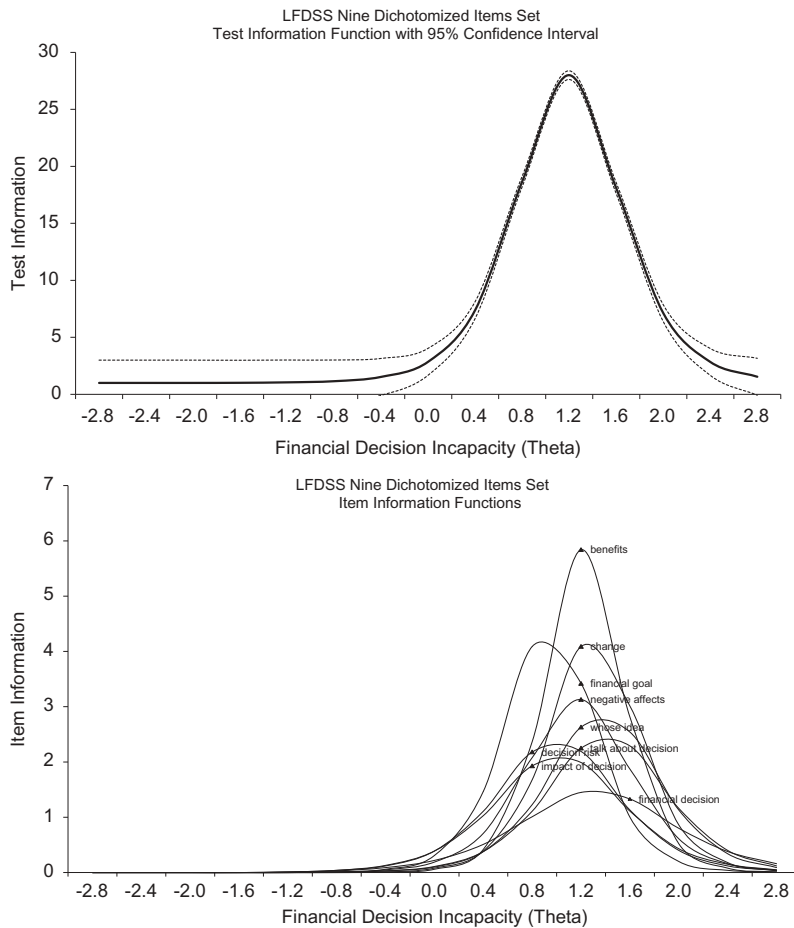 LFDSS Nine Dichotomized Items Set
Test Information Function with 95% Confidence Interval
30
25
20
15
10
5
0
Test Information
-2.8 -2.4 -2.0 -1.6 -1.2 -0.8 -0.4 0.0 0.4 0.8 1.2 1.6 2.0 2.4 2.8
Financial Decision Incapacity (Theta)
LFDSS Nine Dichotomized Items Set
Item Information Functions
7
6
5
4
3
2
1
0
Item Information
benefits
change
financial goal
negative affects
whose idea
talk about decision
decision risk
impact of decision
financial decision
-2.8 -2.4 -2.0 -1.6 -1.2 -0.8 -0.4 0.0 0.4 0.8 1.2 1.6 2.0 2.4 2.8
Financial Decision Incapacity (Theta)